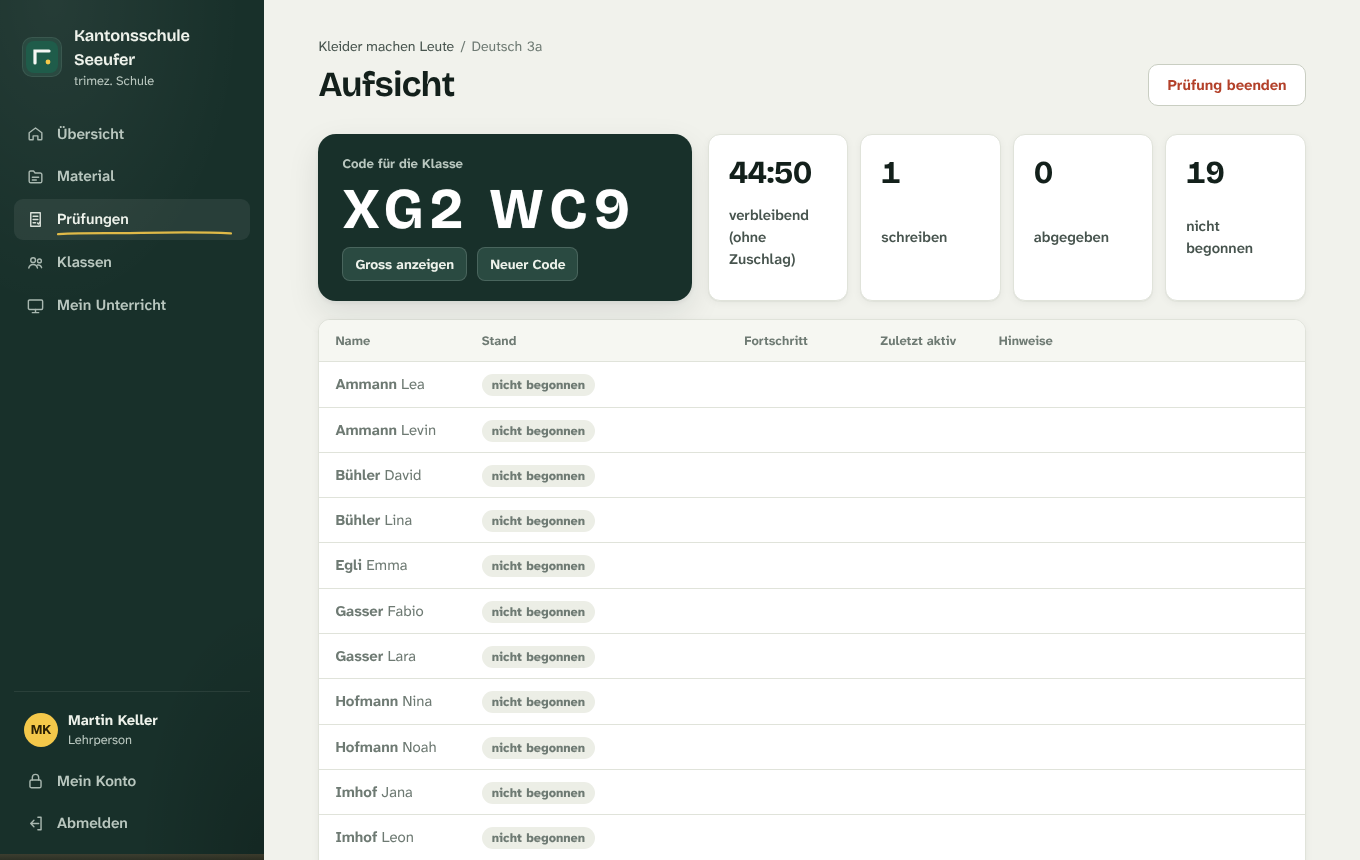 Kantonsschule
Seeufer
trimez. Schule
Übersicht
Material
Prüfungen
Klassen
Mein Unterricht
MK
Martin Keller
Lehrperson
Mein Konto
Abmelden
Kleider machen Leute / Deutsch 3a
Aufsicht
Prüfung beenden
Code für die Klasse
XG2 WC9
Gross anzeigen
Neuer Code
44:50
verbleibend
(ohne
Zuschlag)
1
schreiben
0
abgegeben
19
nicht
begonnen
Name Stand Fortschritt Zuletzt aktiv Hinweise
Ammann Lea nicht begonnen
Ammann Levin nicht begonnen
Bühler David nicht begonnen
Bühler Lina nicht begonnen
Egli Emma nicht begonnen
Gasser Fabio nicht begonnen
Gasser Lara nicht begonnen
Hofmann Nina nicht begonnen
Hofmann Noah nicht begonnen
Imhof Jana nicht begonnen
Imhof Leon nicht begonnen